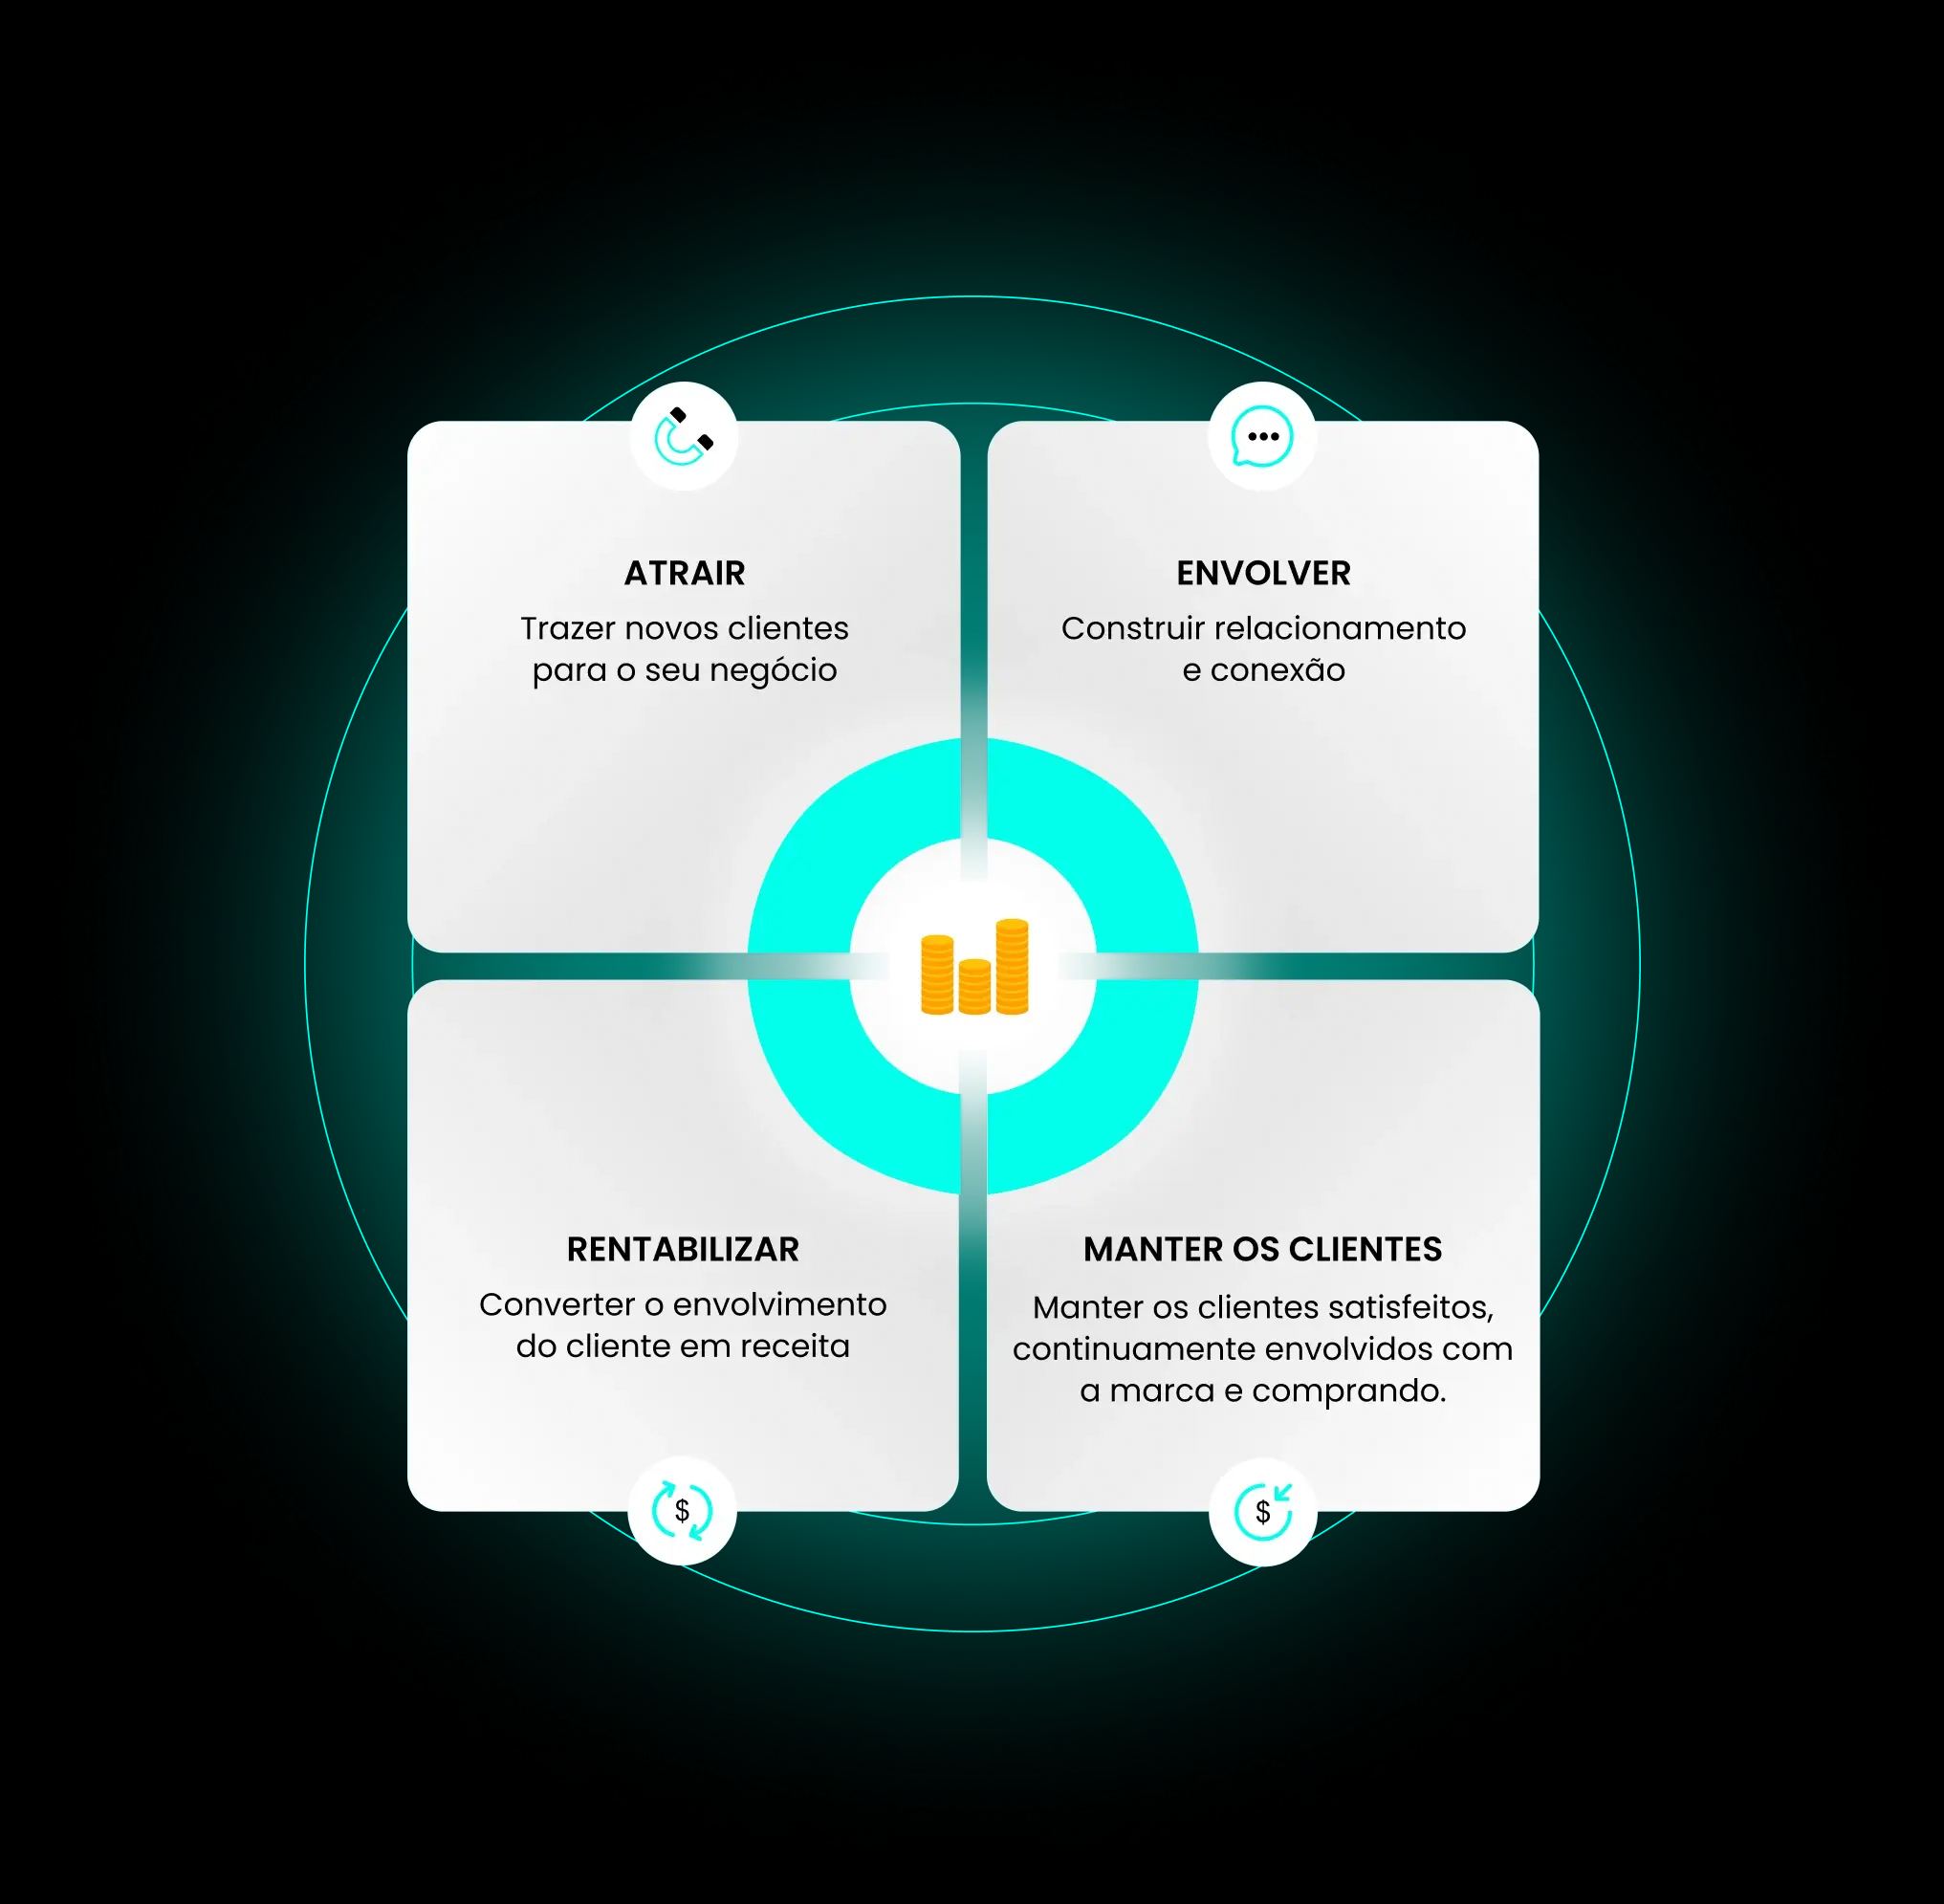 ATRAIR
Trazer novos clientes
para o seu negócio
ENVOLVER
Construir relacionamento
e conexão
RENTABILIZAR
Converter o envolvimento
do cliente em receita
$
MANTER OS CLIENTES
Manter os clientes satisfeitos,
continuamente envolvidos com
a marca e comprando.
$